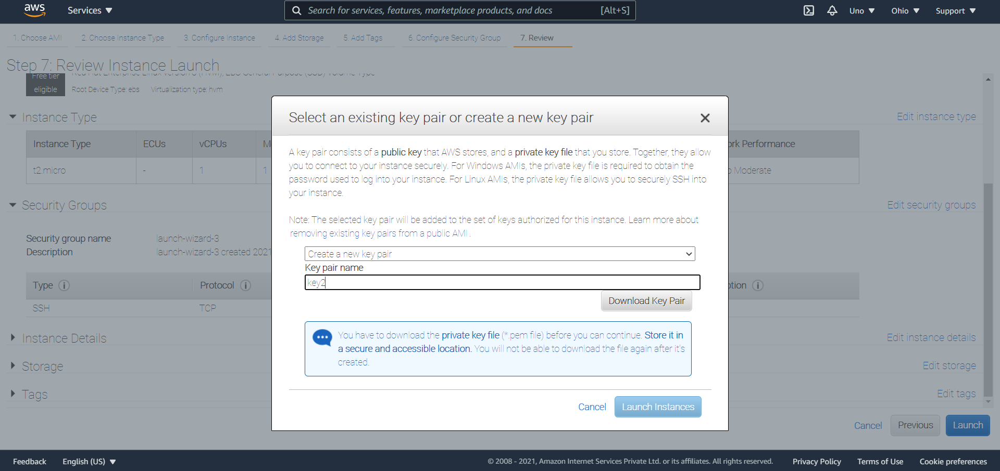 aws Services Search for services, features, marketplace products, and docs [Alt+S] Uno Ohio Support
1. Choose AMI 2. Choose Instance Type 3. Configure Instance 4. Add Storage 5. Add Tags 6. Configure Security Group 7. Review
Step 7: Review Instance Launch
Free tier
eligible
Red Hat Enterprise Linux version 8 (HVM), EBS General Purpose (SSD) Volume Type
Root Device Type: ebs Virtualization type: hvm
Instance Type Edit instance type
Instance Type ECUs vCPUs M rk Performance
t2.micro - 1 1 o Moderate
Security Groups Edit security groups
Security group name launch-wizard-3
Description launch-wizard-3 created 2021
Type Protocol ption
SSH TCP
Instance Details Edit instance details
Storage Edit storage
Tags Edit tags
Select an existing key pair or create a new key pair
A key pair consists of a public key that AWS stores, and a private key file that you store. Together, they allow
you to connect to your instance securely. For Windows AMIs, the private key file is required to obtain the
password used to log into your instance. For Linux AMIs, the private key file allows you to securely SSH into
your instance.
Note: The selected key pair will be added to the set of keys authorized for this instance. Learn more about
removing existing key pairs from a public AMI.
Create a new key pair
Key pair name
key2
Download Key Pair
You have to download the private key file (*.pem file) before you can continue. Store it in
a secure and accessible location. You will not be able to download the file again after it's
created.
Cancel Launch Instances
Cancel Previous Launch
Feedback English (US) © 2008 - 2021, Amazon Internet Services Private Ltd. or its affiliates. All rights reserved. Privacy Policy Terms of Use Cookie preferences